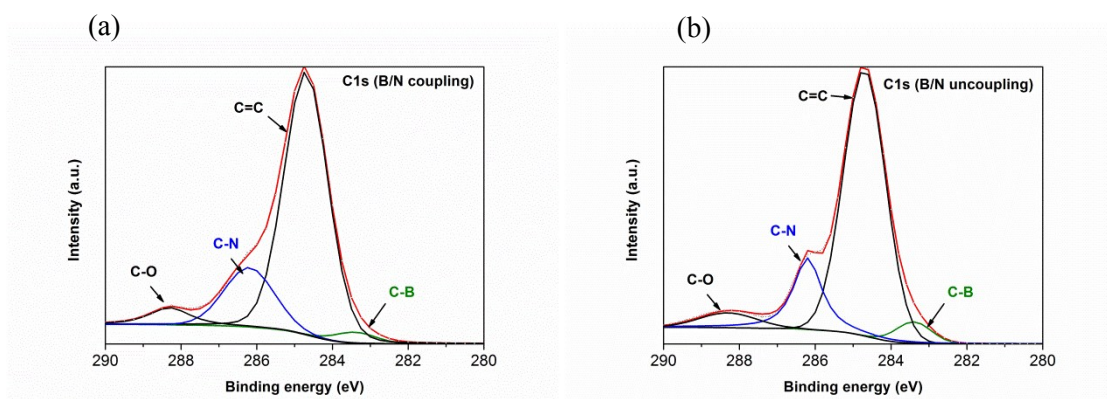 (a)
C1s (B/N coupling)
C=C
C-N
C-O
C-B
Intensity (a.u.)
290 288 286 284 282 280
Binding energy (eV)
(b)
C1s (B/N uncoupling)
C=C
C-N
C-O
C-B
Intensity (a.u.)
290 288 286 284 282 280
Binding energy (eV)